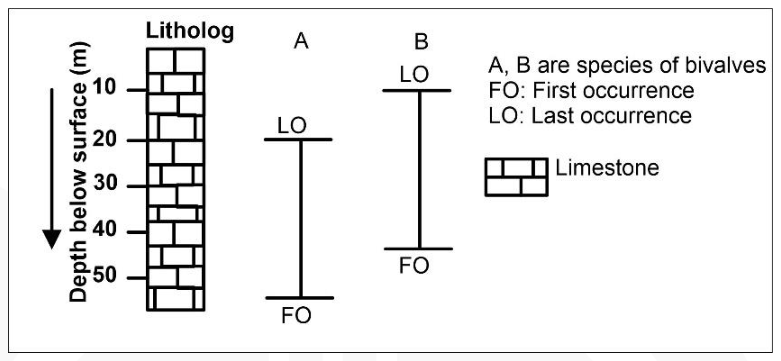 Litholog
A
B
LO
LO
FO
FO
Depth below surface (m)
10
20
30
40
50
A, B are species of bivalves
FO: First occurrence
LO: Last occurrence
Limestone